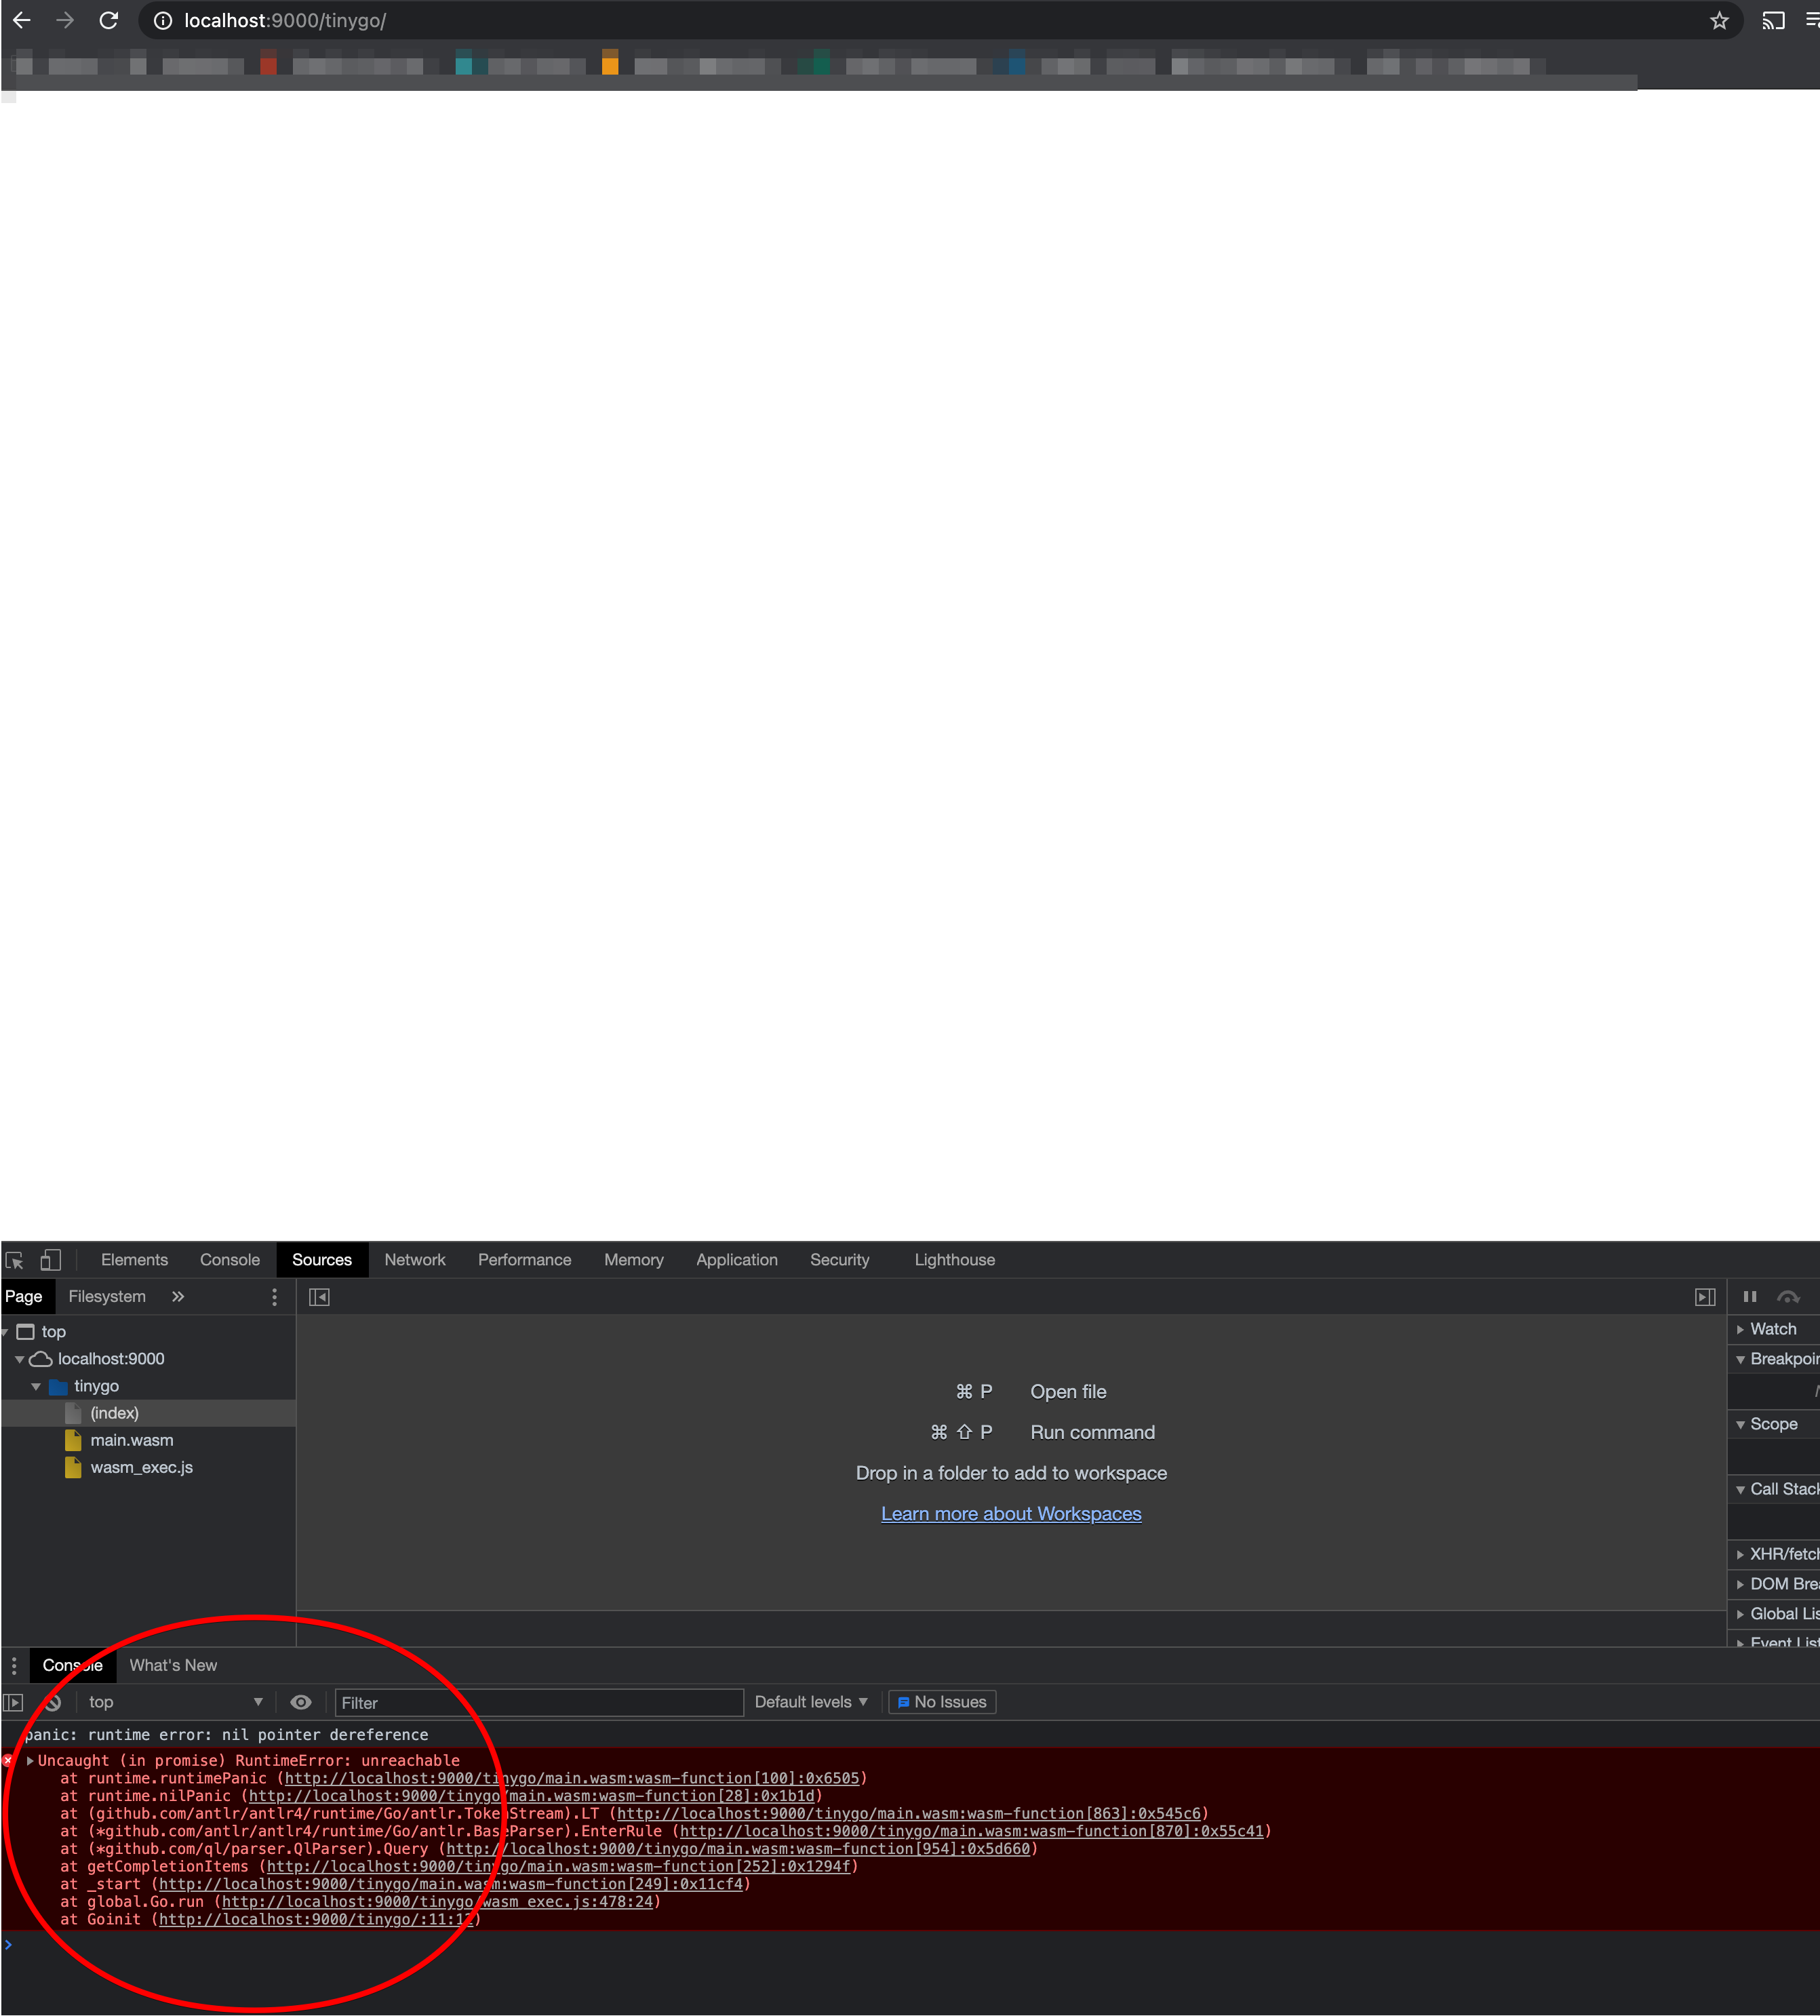 localhost:9000/tinygo/
Elements Console Sources Network Performance Memory Application Security Lighthouse
Page Filesystem »
top
localhost:9000
tinygo
(index)
main.wasm
wasm_exec.js
⌘ P Open file
⌘ ⇧ P Run command
Drop in a folder to add to workspace
Learn more about Workspaces
Watch
Breakpoin
Scope
Call Stack
XHR/fetch
DOM Brea
Global Lis
Event List
Console What's New
top Filter Default levels No Issues
panic: runtime error: nil pointer dereference
Uncaught (in promise) RuntimeError: unreachable
at runtime.runtimePanic (http://localhost:9000/tinygo/main.wasm:wasm-function[100]:0x6505)
at runtime.nilPanic (http://localhost:9000/tinygo/main.wasm:wasm-function[28]:0x1b1d)
at (github.com/antlr/antlr4/runtime/Go/antlr.TokenStream).LT (http://localhost:9000/tinygo/main.wasm:wasm-function[863]:0x545c6)
at (*github.com/antlr/antlr4/runtime/Go/antlr.BaseParser).EnterRule (http://localhost:9000/tinygo/main.wasm:wasm-function[870]:0x55c41)
at (*github.com/ql/parser.QlParser).Query (http://localhost:9000/tinygo/main.wasm:wasm-function[954]:0x5d660)
at getCompletionItems (http://localhost:9000/tinygo/main.wasm:wasm-function[252]:0x1294f)
at _start (http://localhost:9000/tinygo/main.wasm:wasm-function[249]:0x11cf4)
at global.Go.run (http://localhost:9000/tinygo/wasm_exec.js:478:24)
at Goinit (http://localhost:9000/tinygo/:11:12)